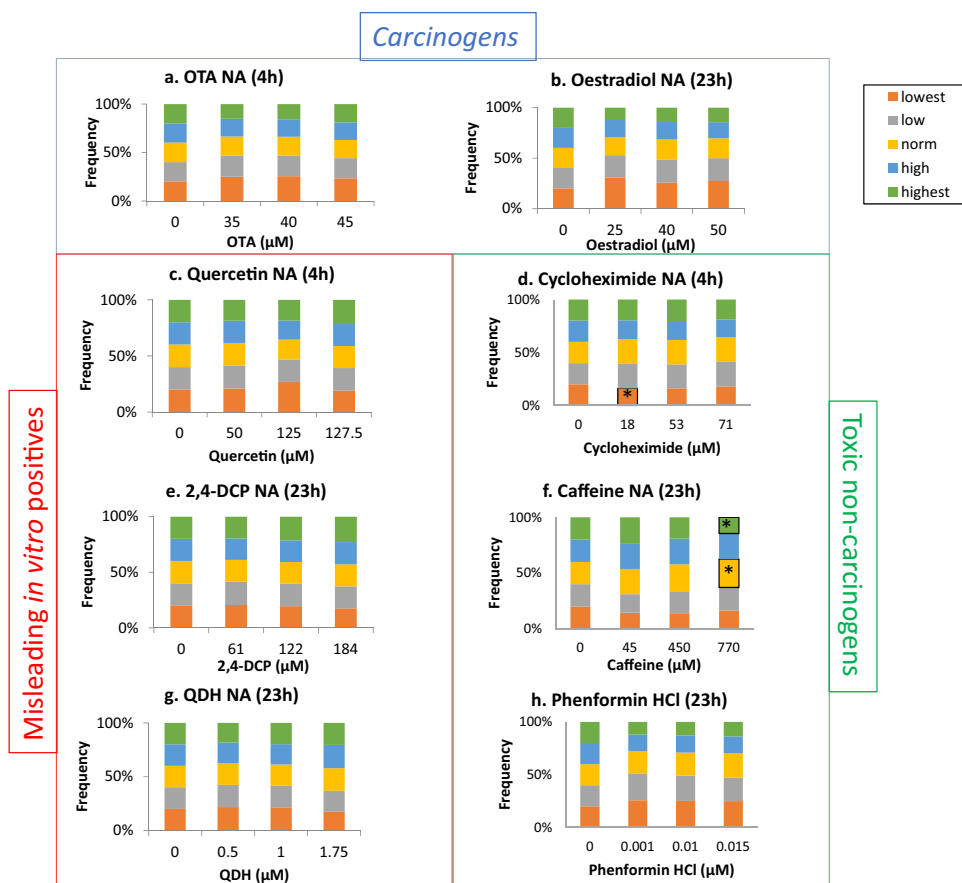 Carcinogens
a. OTA NA (4h)
100%
50%
0%
Frequency
0 35 40 45
OTA (µM)
b. Oestradiol NA (23h)
100%
50%
0%
Frequency
0 25 40 50
Oestradiol (µM)
lowest
low
norm
high
highest
Misleading in vitro positives
c. Quercetin NA (4h)
100%
50%
0%
Frequency
0 50 125 127.5
Quercetin (µM)
d. Cycloheximide NA (4h)
100%
50%
0%
Frequency
*
0 18 53 71
Cycloheximide (µM)
Toxic non-carcinogens
e. 2,4-DCP NA (23h)
100%
50%
0%
Frequency
0 61 122 184
2,4-DCP (µM)
f. Caffeine NA (23h)
100%
50%
0%
Frequency
*
*
0 45 450 770
Caffeine (µM)
g. QDH NA (23h)
100%
50%
0%
Frequency
0 0.5 1 1.75
QDH (µM)
h. Phenformin HCl (23h)
100%
50%
0%
Frequency
0 0.001 0.01 0.015
Phenformin HCl (µM)